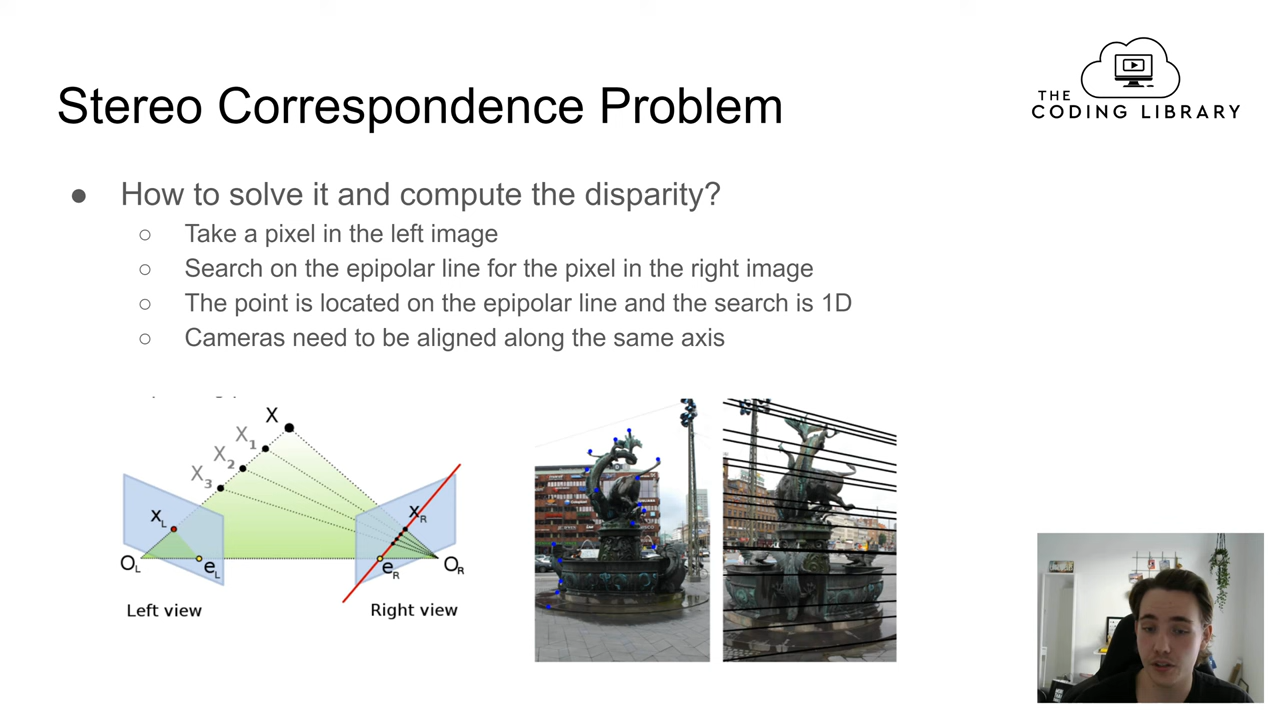 THE
CODING LIBRARY
Stereo Correspondence Problem
● How to solve it and compute the disparity?
○ Take a pixel in the left image
○ Search on the epipolar line for the pixel in the right image
○ The point is located on the epipolar line and the search is 1D
○ Cameras need to be aligned along the same axis
X
X1
X2
X3
xL
xR
OL
eL
eR
OR
Left view
Right view